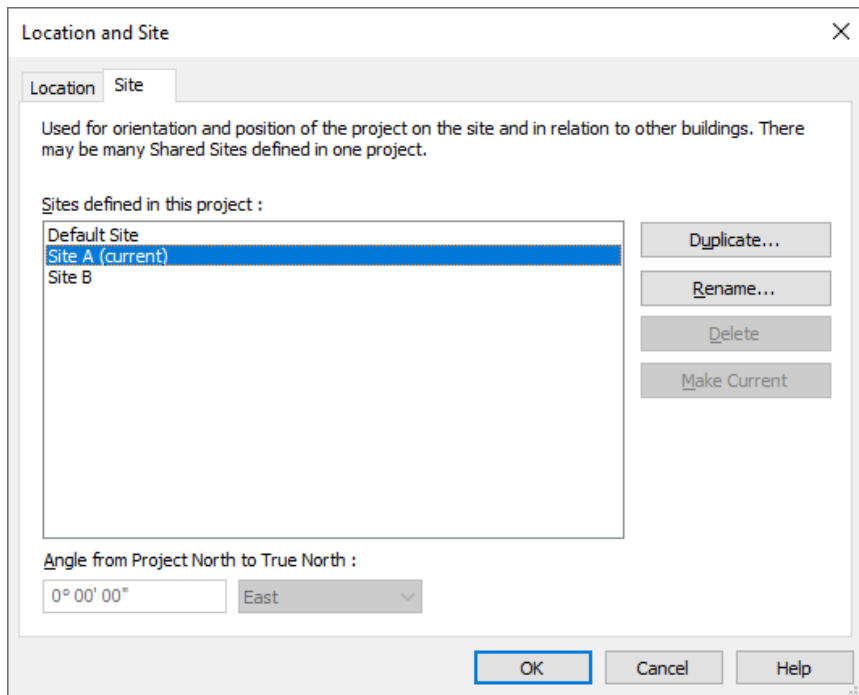 Location and Site
Location Site
Used for orientation and position of the project on the site and in relation to other buildings. There
may be many Shared Sites defined in one project.
Sites defined in this project :
Default Site
Site A (current)
Site B
Duplicate...
Rename...
Delete
Make Current
Angle from Project North to True North :
0° 00' 00" East
OK Cancel Help